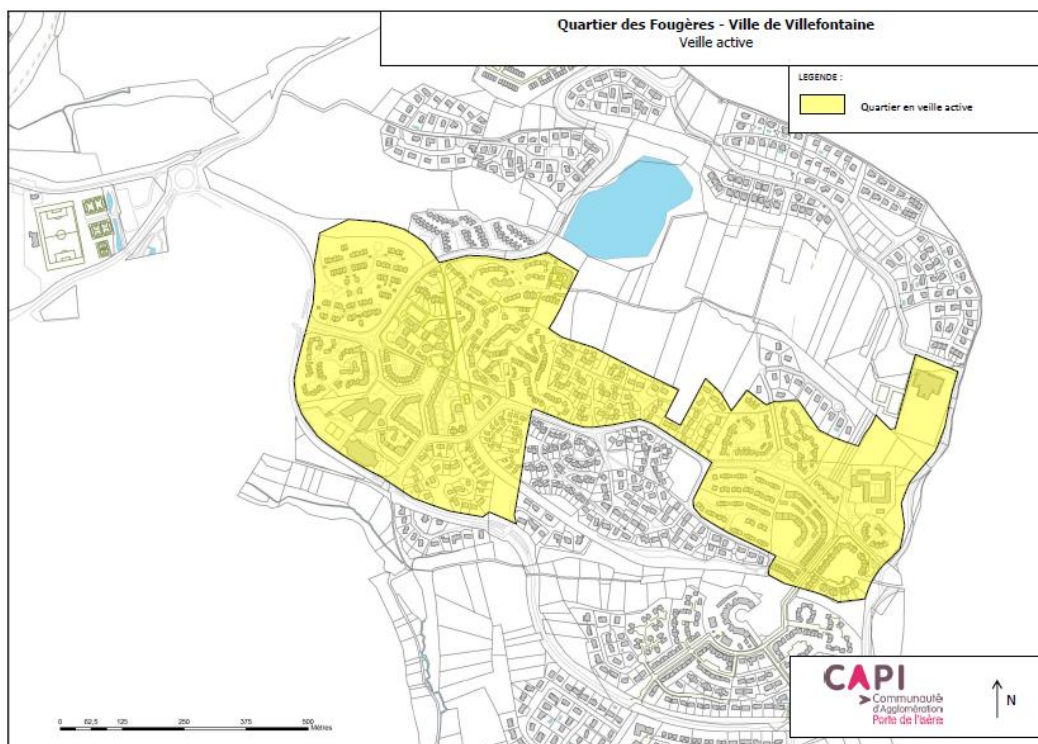 Quartier des Fougères - Ville de Villefontaine
Veille active
LEGENDE :
Quartier en veille active
CAPI
Communauté
d'Agglomération
Porte de l'Isère
N
0 62,5 125 250 375 500
Mètres